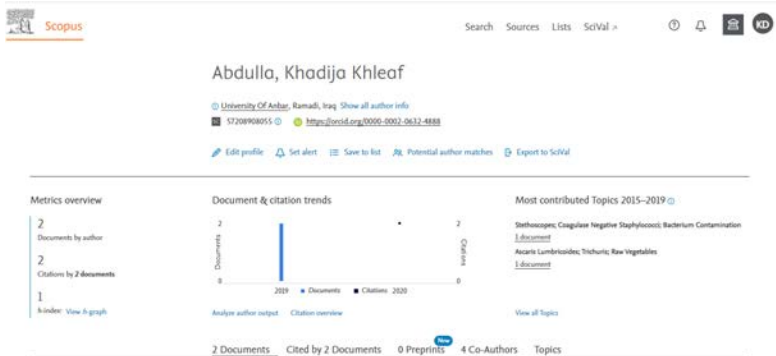 Scopus
Search Sources Lists SciVal
KD
Abdulla, Khadija Khleaf
University Of Anbar, Ramadi, Iraq Show all author info
57208908055 https://orcid.org/0000-0002-0632-4888
Edit profile Set alert Save to list Potential author matches Export to SciVal
Metrics overview
2
Documents by author
2
Citations by 2 documents
1
h-index: View h-graph
Document & citation trends
2 2
Documents Citations
0 0
2019 Documents Citations 2020
Analyze author output Citation overview
Most contributed Topics 2015–2019
Stethoscopes; Coagulase Negative Staphylococci; Bacterium Contamination
1 document
Ascaris Lumbricoides; Trichuris; Raw Vegetables
1 document
View all Topics
New
2 Documents Cited by 2 Documents 0 Preprints 4 Co-Authors Topics